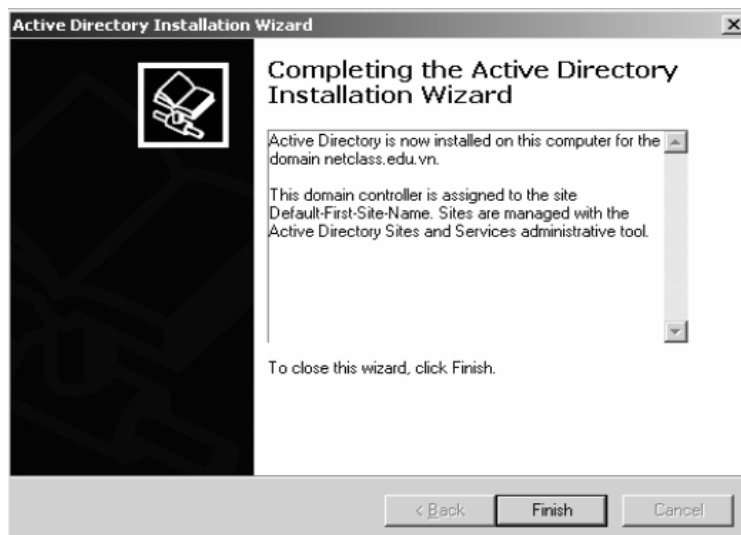 Active Directory Installation Wizard
Completing the Active Directory
Installation Wizard
Active Directory is now installed on this computer for the
domain netclass.edu.vn.
This domain controller is assigned to the site
Default-First-Site-Name. Sites are managed with the
Active Directory Sites and Services administrative tool.
To close this wizard, click Finish.
< Back
Finish
Cancel